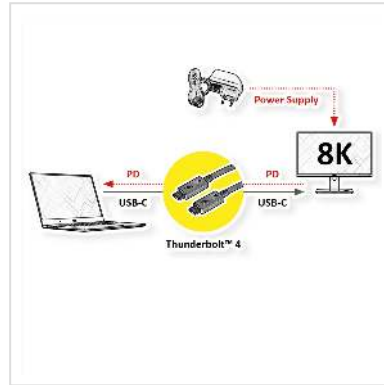 Power Supply
8K
PD
PD
USB-C
USB-C
Thunderbolt™ 4